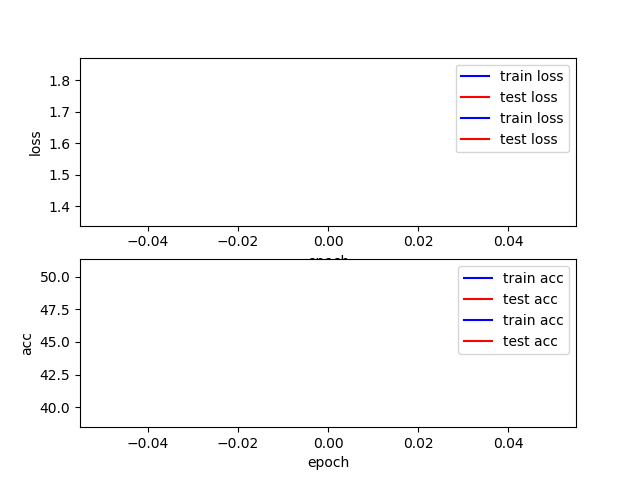 1.8
1.7
1.6
1.5
1.4
loss
train loss
test loss
train loss
test loss
−0.04 −0.02 0.00 0.02 0.04
epoch
50.0
47.5
45.0
42.5
40.0
acc
train acc
test acc
train acc
test acc
−0.04 −0.02 0.00 0.02 0.04
epoch